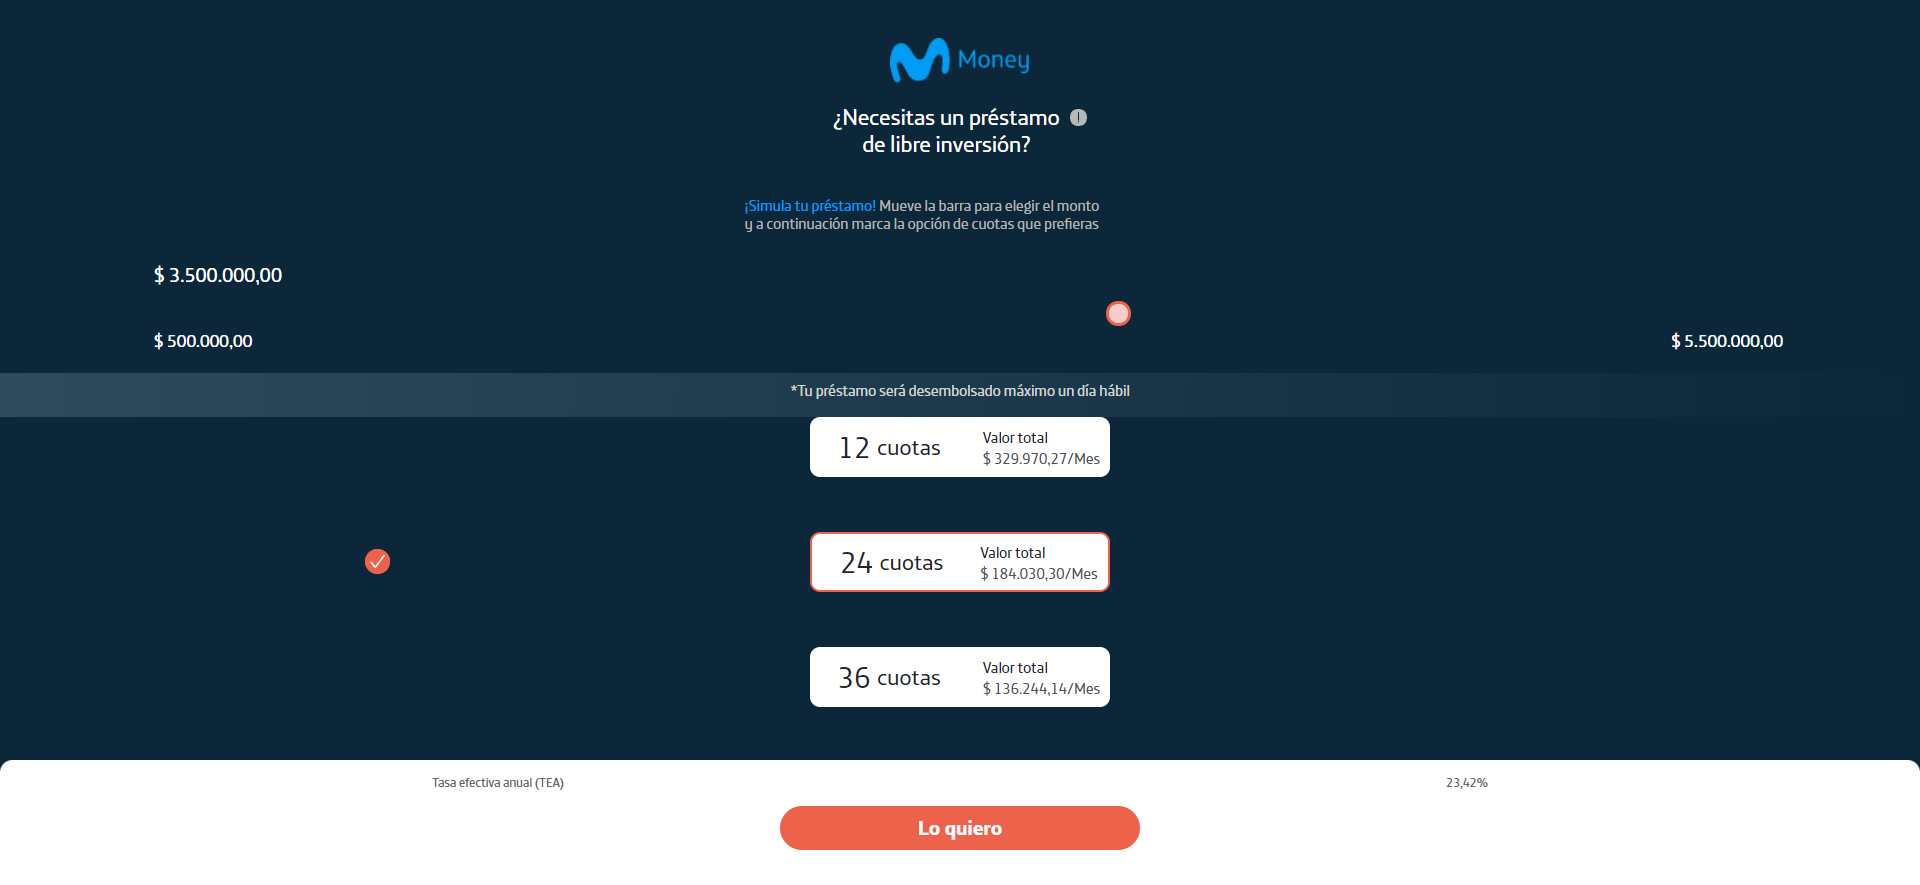 Money
¿Necesitas un préstamo
de libre inversión?
¡Simula tu préstamo! Mueve la barra para elegir el monto
y a continuación marca la opción de cuotas que prefieras
$ 3.500.000,00
$ 500.000,00
$ 5.500.000,00
*Tu préstamo será desembolsado máximo un día hábil
12 cuotas
Valor total
$ 329.970,27/Mes
24 cuotas
Valor total
$ 184.030,30/Mes
36 cuotas
Valor total
$ 136.244,14/Mes
Tasa efectiva anual (TEA)
23,42%
Lo quiero